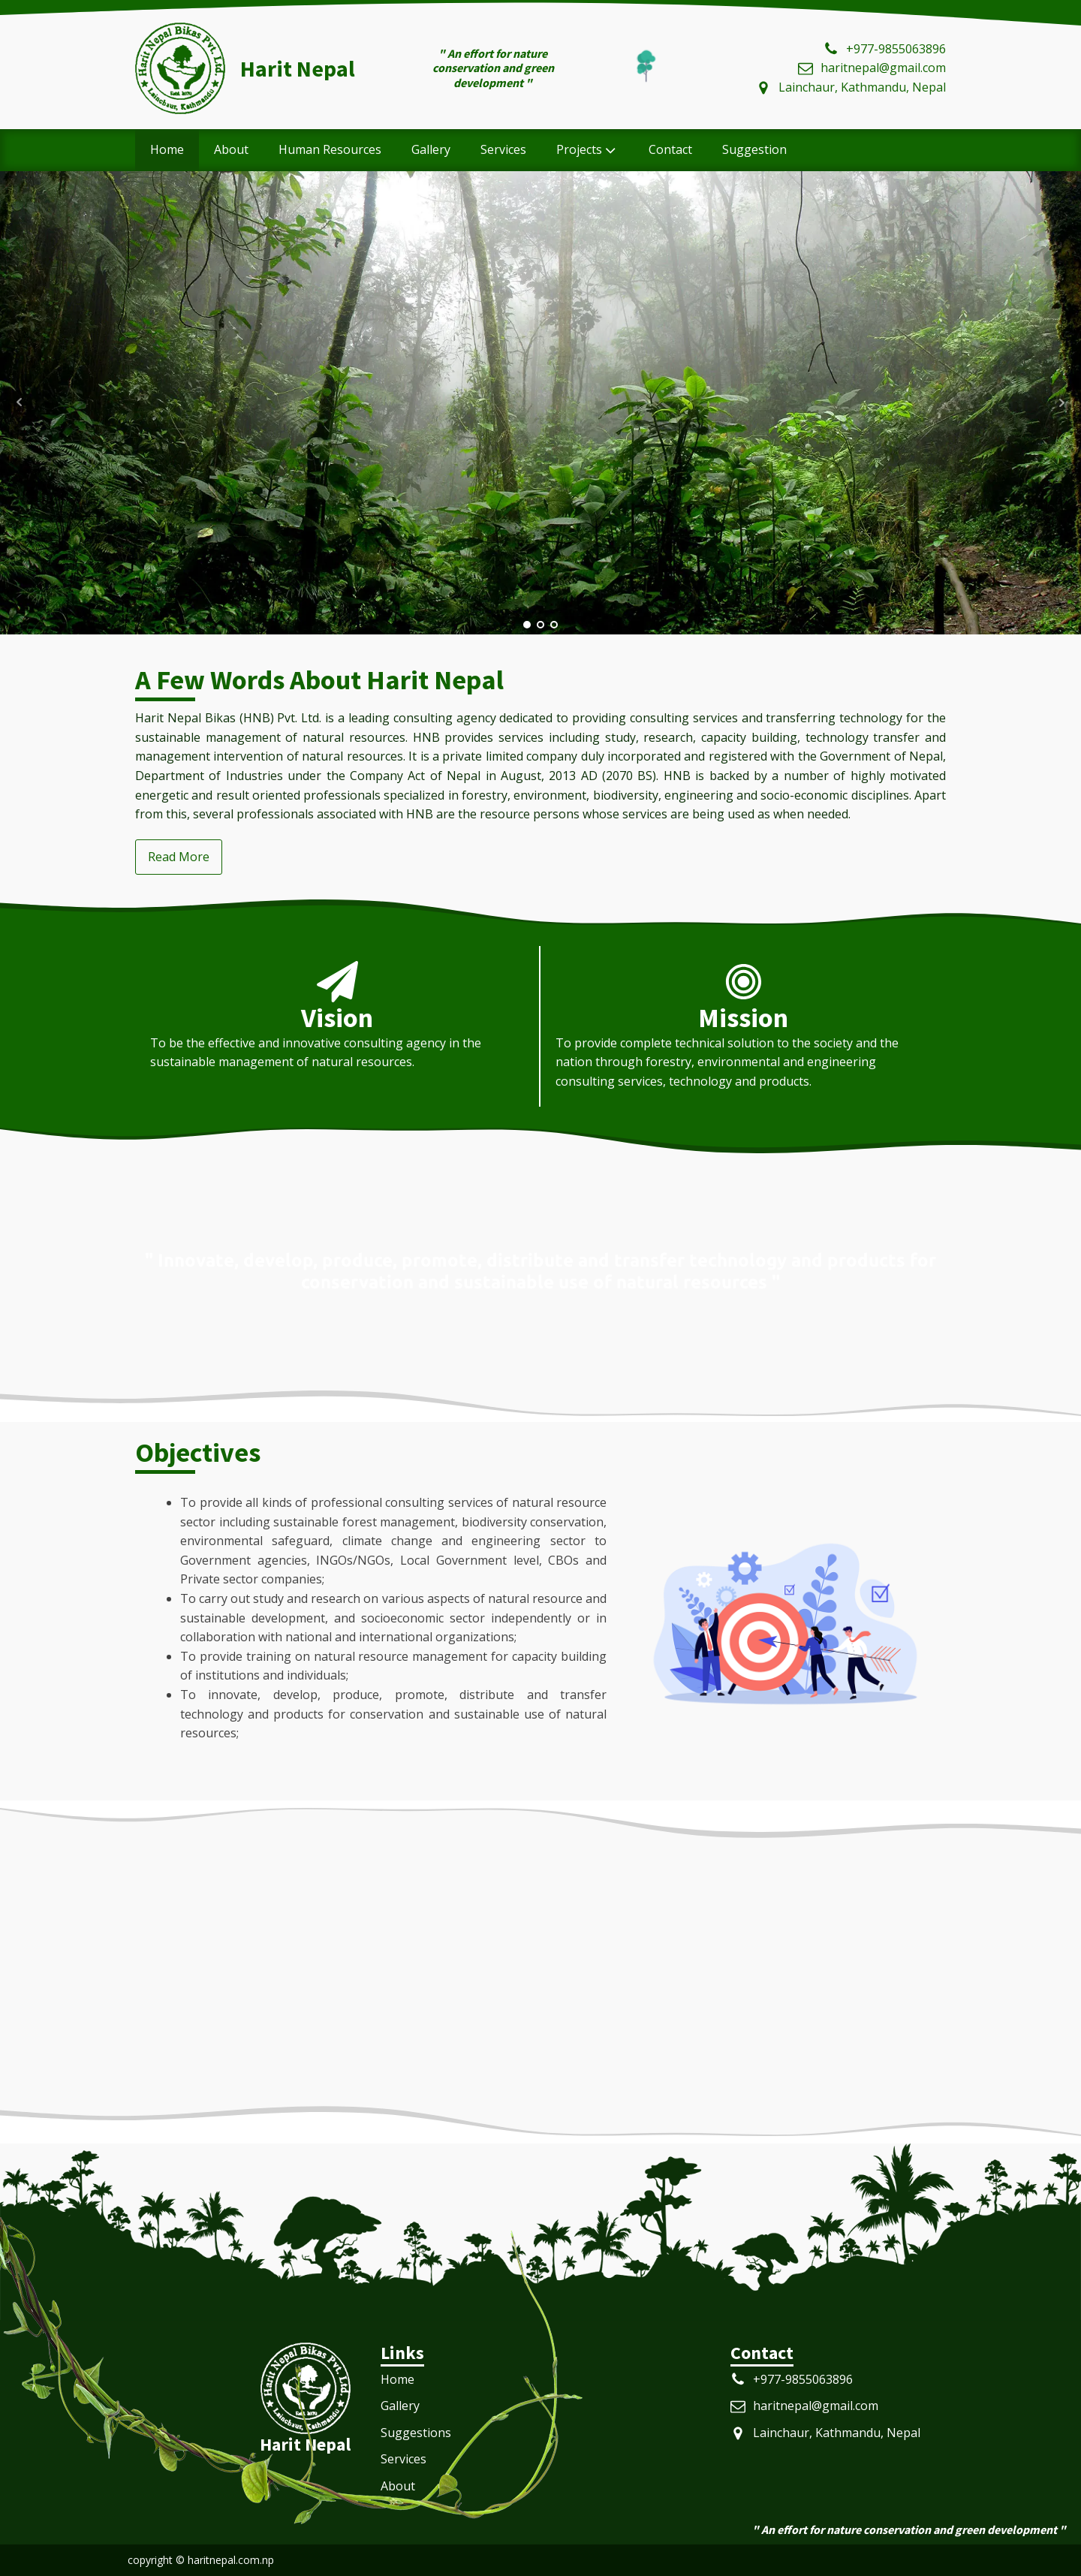 Harit Nepal Bikas Pvt. Ltd.
Lainchaur, Kathmandu
Harit Nepal
" An effort for nature
conservation and green
development "
+977-9855063896
haritnepal@gmail.com
Lainchaur, Kathmandu, Nepal
Home About Human Resources Gallery Services Projects Contact Suggestion
A Few Words About Harit Nepal
Harit Nepal Bikas (HNB) Pvt. Ltd. is a leading consulting agency dedicated to providing consulting services and transferring technology for the
sustainable management of natural resources. HNB provides services including study, research, capacity building, technology transfer and
management intervention of natural resources. It is a private limited company duly incorporated and registered with the Government of Nepal,
Department of Industries under the Company Act of Nepal in August, 2013 AD (2070 BS). HNB is backed by a number of highly motivated
energetic and result oriented professionals specialized in forestry, environment, biodiversity, engineering and socio-economic disciplines. Apart
from this, several professionals associated with HNB are the resource persons whose services are being used as when needed.
Read More
Vision
To be the effective and innovative consulting agency in the
sustainable management of natural resources.
Mission
To provide complete technical solution to the society and the
nation through forestry, environmental and engineering
consulting services, technology and products.
" Innovate, develop, produce, promote, distribute and transfer technology and products for
conservation and sustainable use of natural resources "
Objectives
To provide all kinds of professional consulting services of natural resource
sector including sustainable forest management, biodiversity conservation,
environmental safeguard, climate change and engineering sector to
Government agencies, INGOs/NGOs, Local Government level, CBOs and
Private sector companies;
To carry out study and research on various aspects of natural resource and
sustainable development, and socioeconomic sector independently or in
collaboration with national and international organizations;
To provide training on natural resource management for capacity building
of institutions and individuals;
To innovate, develop, produce, promote, distribute and transfer
technology and products for conservation and sustainable use of natural
resources;
Harit Nepal Bikas Pvt. Ltd.
Lainchaur, Kathmandu
Harit Nepal
Links
Home
Gallery
Suggestions
Services
About
Contact
+977-9855063896
haritnepal@gmail.com
Lainchaur, Kathmandu, Nepal
" An effort for nature conservation and green development "
copyright © haritnepal.com.np